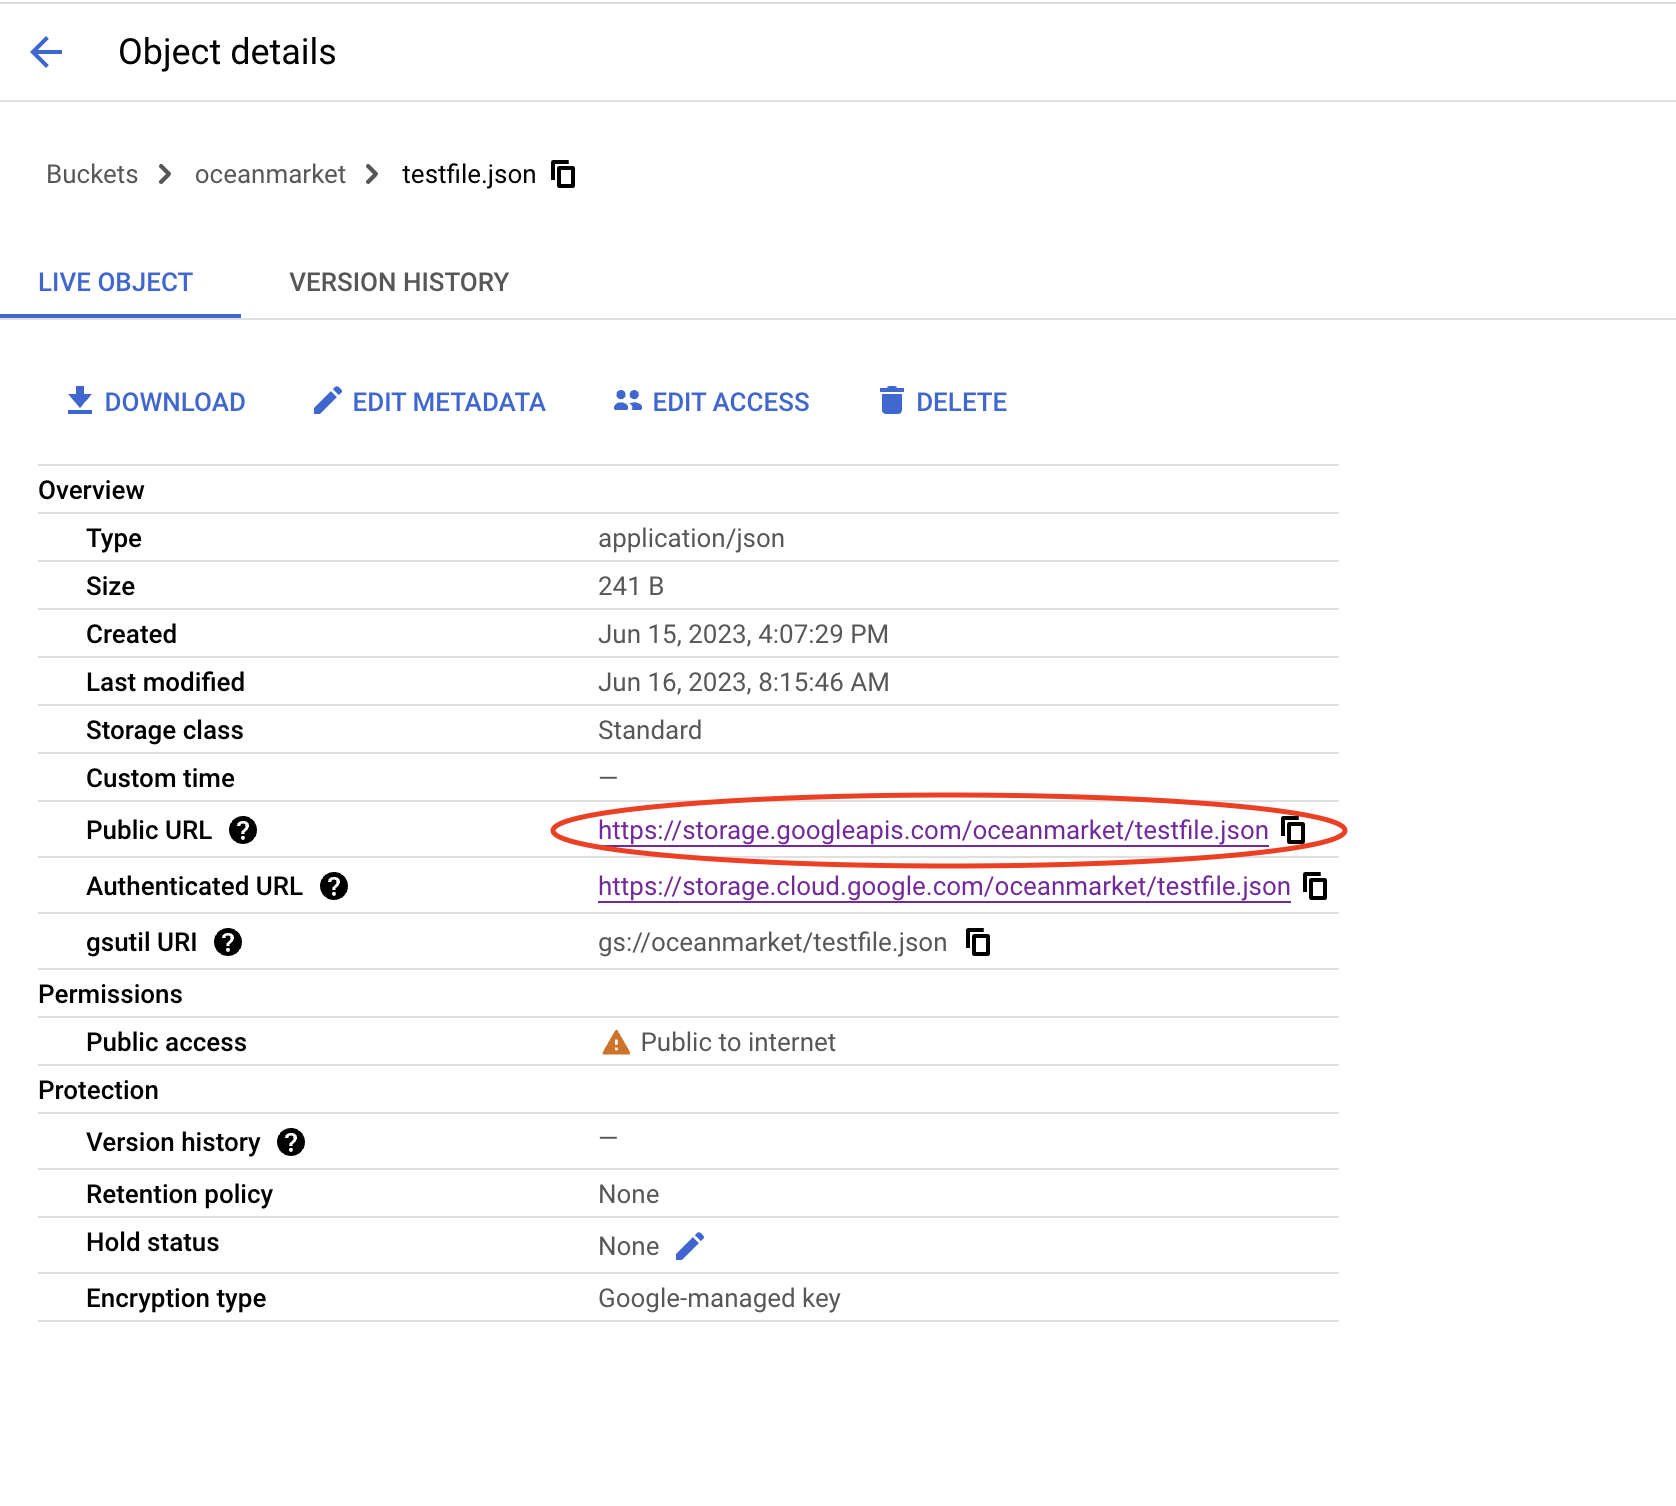 Object details
Buckets oceanmarket testfile.json
LIVE OBJECT VERSION HISTORY
DOWNLOAD EDIT METADATA EDIT ACCESS DELETE
Overview
Type application/json
Size 241 B
Created Jun 15, 2023, 4:07:29 PM
Last modified Jun 16, 2023, 8:15:46 AM
Storage class Standard
Custom time —
Public URL ? https://storage.googleapis.com/oceanmarket/testfile.json
Authenticated URL ? https://storage.cloud.google.com/oceanmarket/testfile.json
gsutil URI ? gs://oceanmarket/testfile.json
Permissions
Public access Public to internet
Protection
Version history ? —
Retention policy None
Hold status None
Encryption type Google-managed key